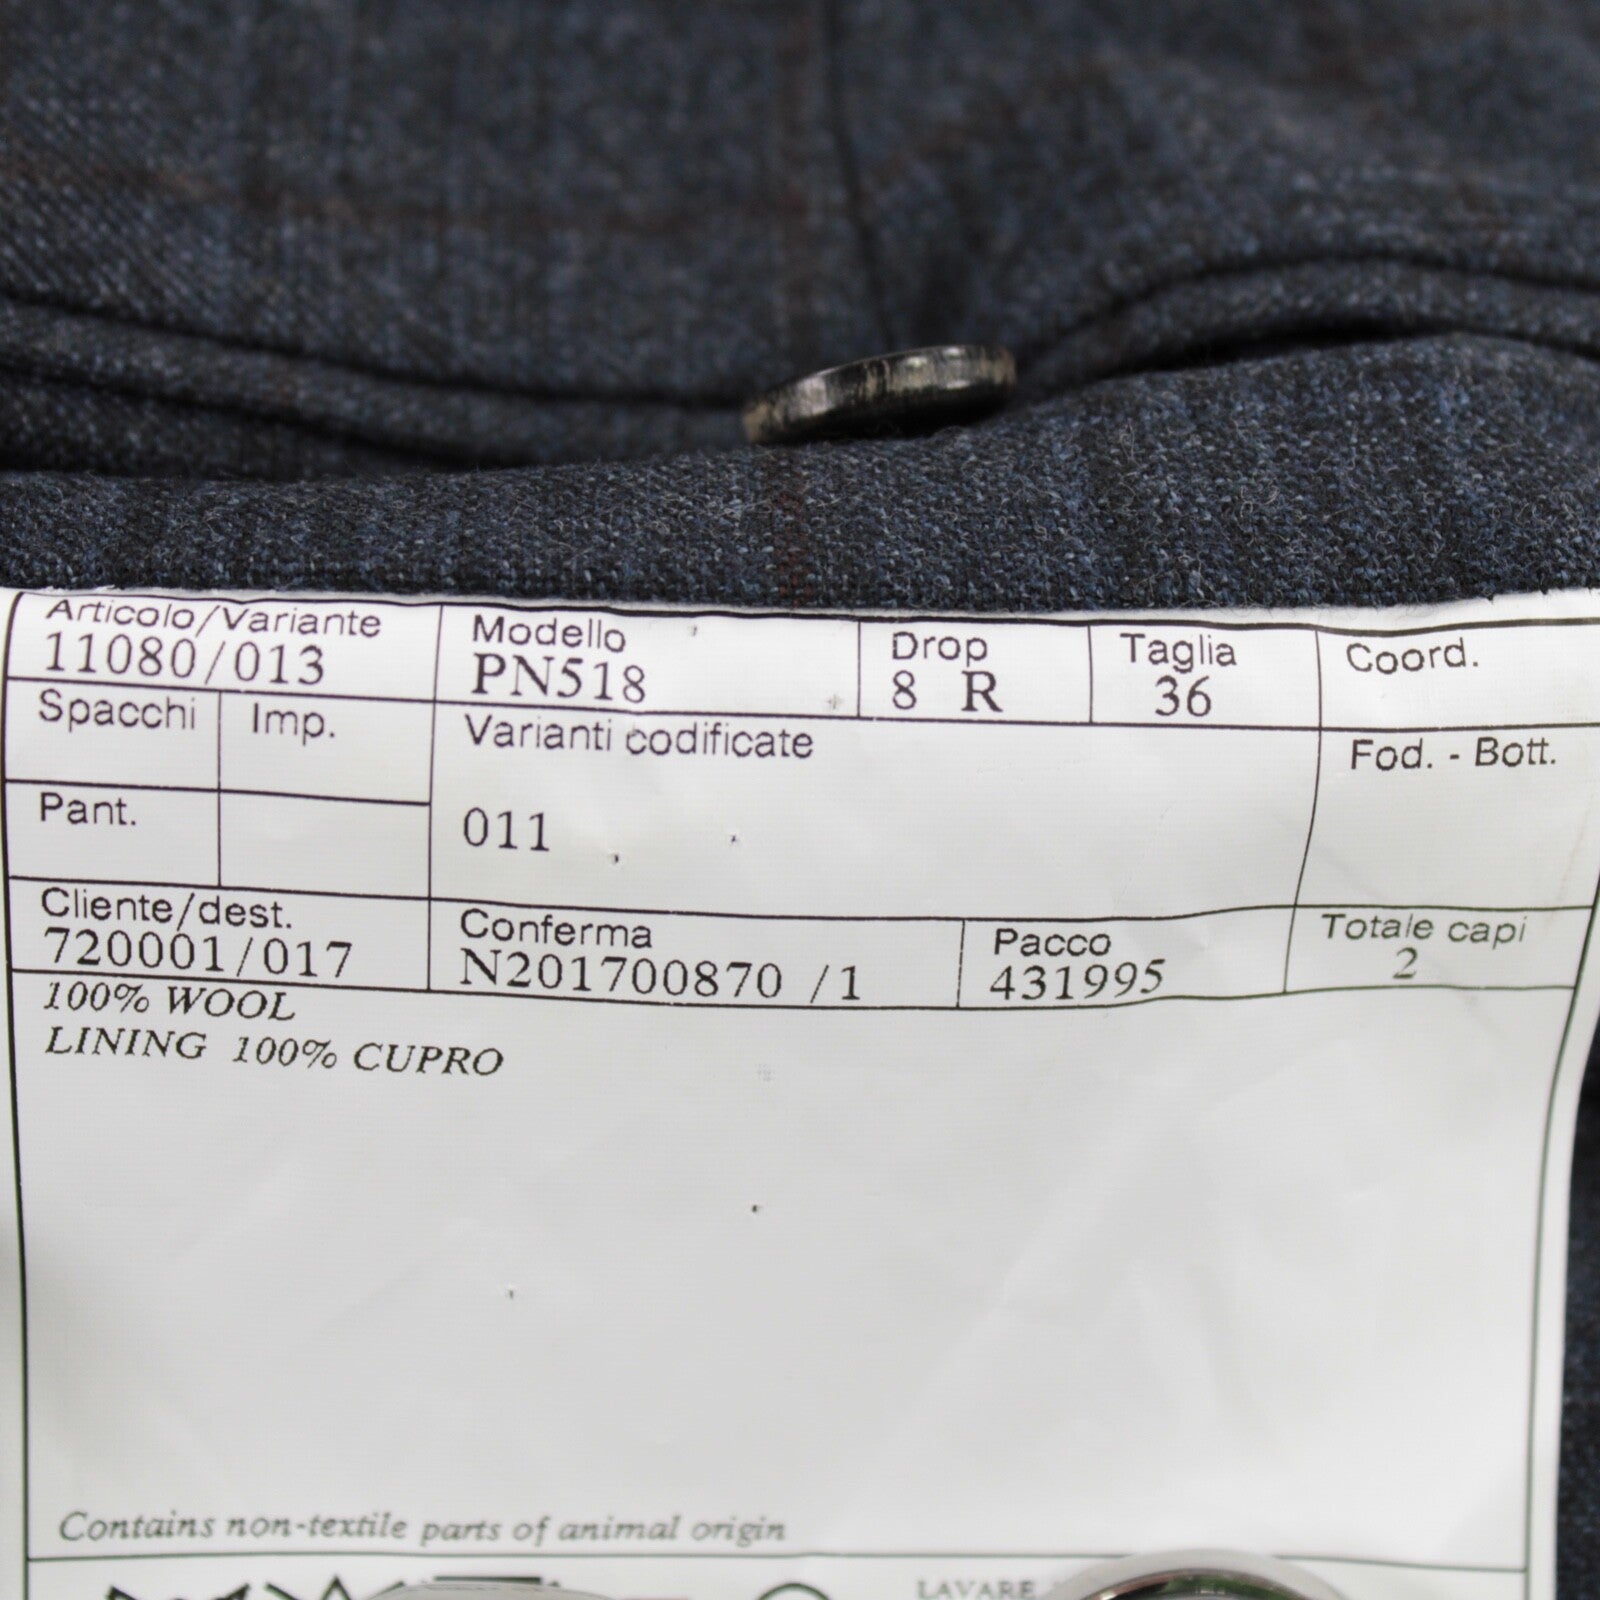 Articolo/Variante
11080/013
Modello
PN518
Drop
8 R
Taglia
36
Coord.
Spacchi
Imp.
Varianti codificate
011
Fod. - Bott.
Pant.
Cliente/dest.
720001/017
Conferma
N201700870 /1
Pacco
431995
Totale capi
2
100% WOOL
LINING 100% CUPRO
Contains non-textile parts of animal origin
LAVARE